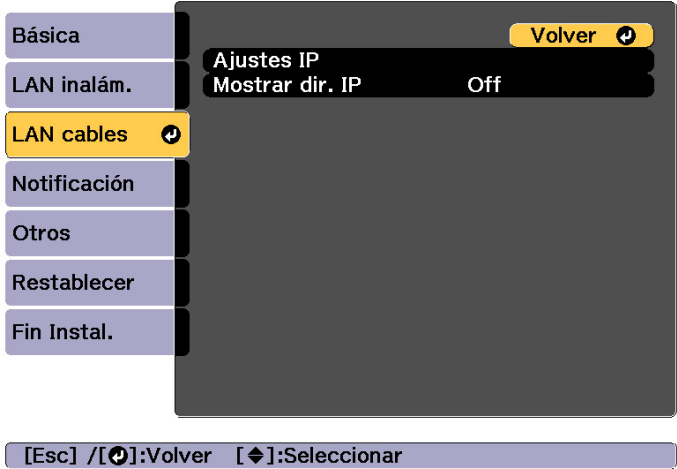 Básica
LAN inalám.
LAN cables
Notificación
Otros
Restablecer
Fin Instal.
Volver
Ajustes IP
Mostrar dir. IP Off
[Esc] /[⏎]:Volver [◆]:Seleccionar